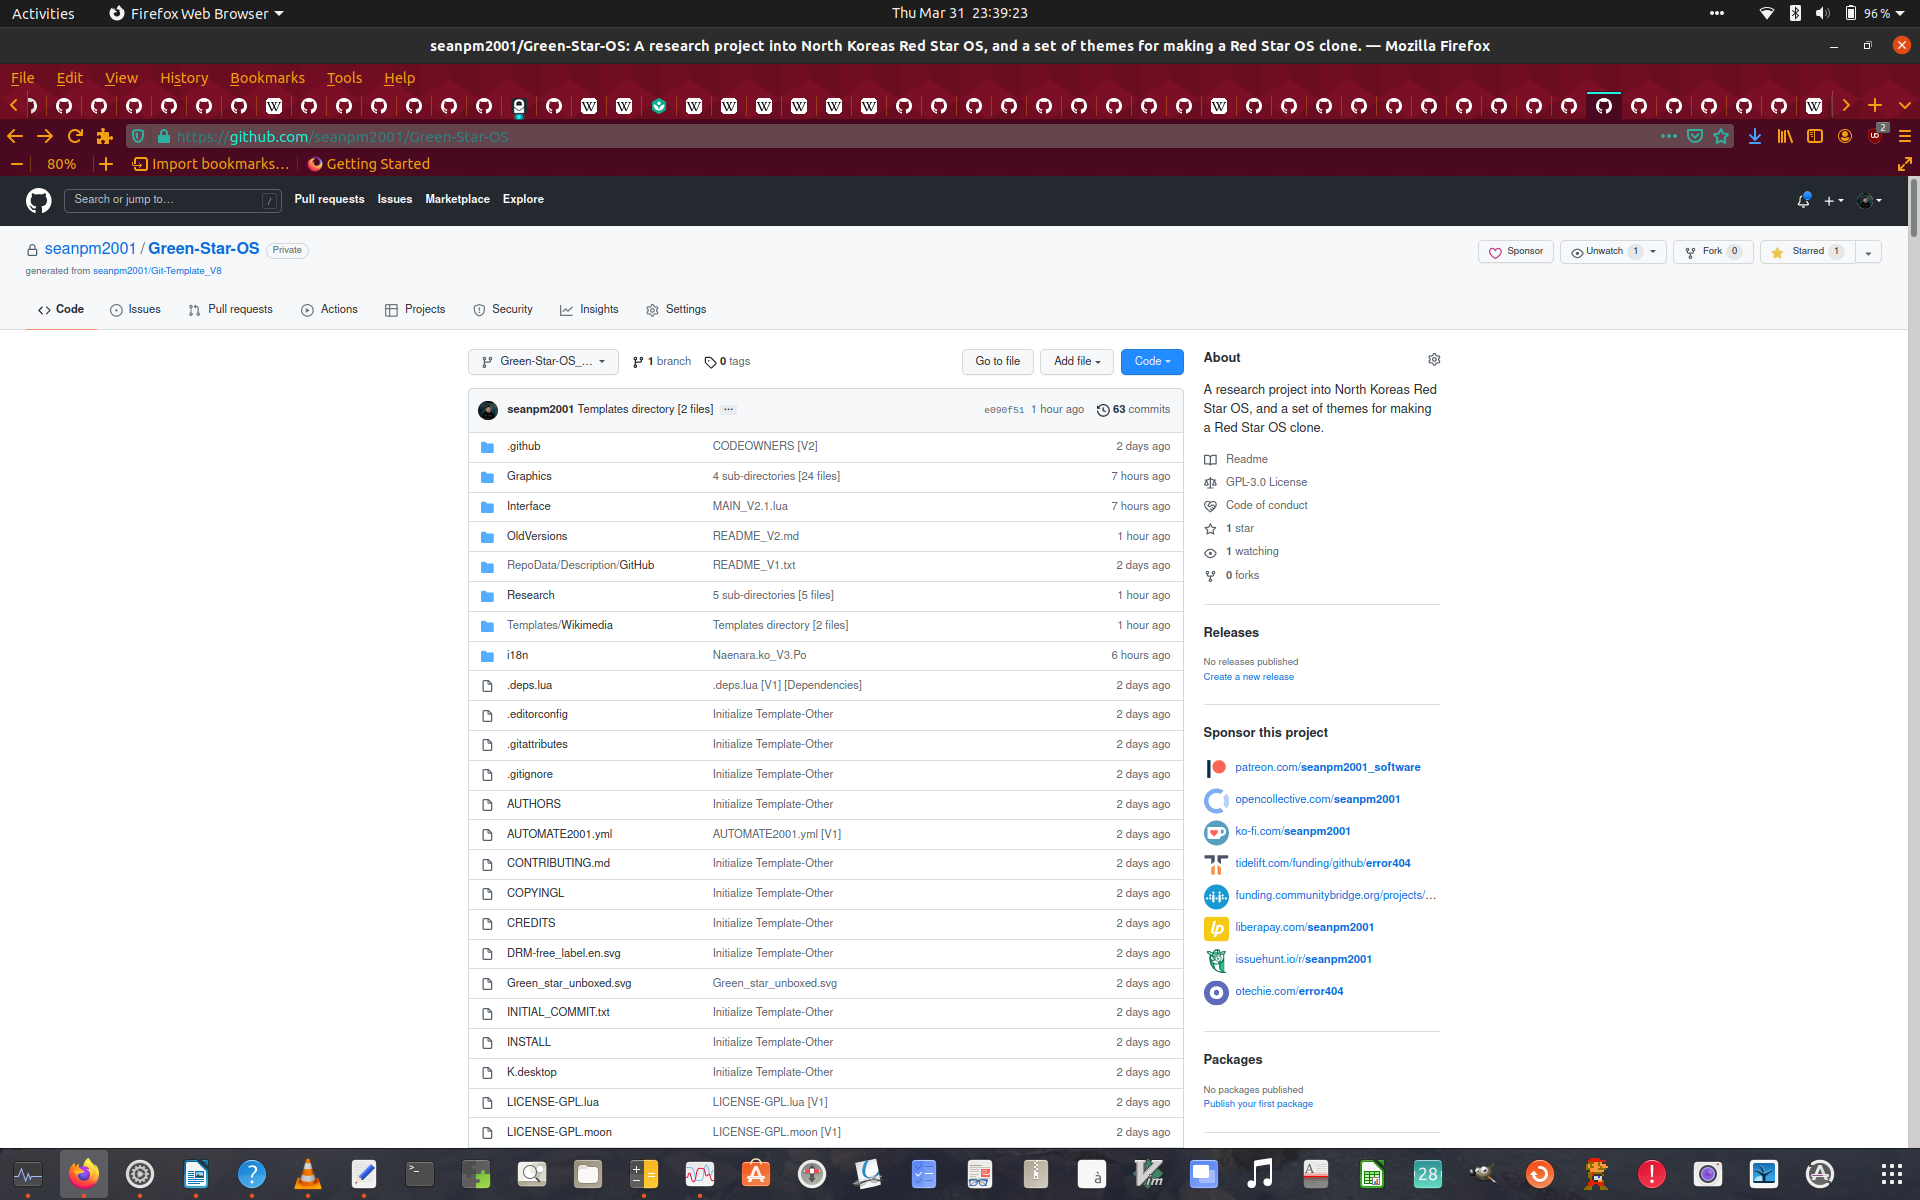 Activities
Firefox Web Browser
Thu Mar 31 23:39:23
96 %
seanpm2001/Green-Star-OS: A research project into North Koreas Red Star OS, and a set of themes for making a Red Star OS clone. — Mozilla Firefox
File Edit View History Bookmarks Tools Help
https://github.com/seanpm2001/Green-Star-OS
2
80%
Import bookmarks…
Getting Started
Search or jump to…
/
Pull requests Issues Marketplace Explore
seanpm2001 / Green-Star-OS Private
generated from seanpm2001/Git-Template_V8
Sponsor
Unwatch 1
Fork 0
Starred 1
Code Issues Pull requests Actions Projects Security Insights Settings
Green-Star-OS_... 1 branch 0 tags
Go to file Add file Code
seanpm2001 Templates directory [2 files] ... e090f51 1 hour ago 63 commits
.github CODEOWNERS [V2] 2 days ago
Graphics 4 sub-directories [24 files] 7 hours ago
Interface MAIN_V2.1.lua 7 hours ago
OldVersions README_V2.md 1 hour ago
RepoData/Description/GitHub README_V1.txt 2 days ago
Research 5 sub-directories [5 files] 1 hour ago
Templates/Wikimedia Templates directory [2 files] 1 hour ago
i18n Naenara.ko_V3.Po 6 hours ago
.deps.lua .deps.lua [V1] [Dependencies] 2 days ago
.editorconfig Initialize Template-Other 2 days ago
.gitattributes Initialize Template-Other 2 days ago
.gitignore Initialize Template-Other 2 days ago
AUTHORS Initialize Template-Other 2 days ago
AUTOMATE2001.yml AUTOMATE2001.yml [V1] 2 days ago
CONTRIBUTING.md Initialize Template-Other 2 days ago
COPYINGL Initialize Template-Other 2 days ago
CREDITS Initialize Template-Other 2 days ago
DRM-free_label.en.svg Initialize Template-Other 2 days ago
Green_star_unboxed.svg Green_star_unboxed.svg 2 days ago
INITIAL_COMMIT.txt Initialize Template-Other 2 days ago
INSTALL Initialize Template-Other 2 days ago
K.desktop Initialize Template-Other 2 days ago
LICENSE-GPL.lua LICENSE-GPL.lua [V1] 2 days ago
LICENSE-GPL.moon LICENSE-GPL.moon [V1] 2 days ago
About
A research project into North Koreas Red
Star OS, and a set of themes for making
a Red Star OS clone.
Readme
GPL-3.0 License
Code of conduct
1 star
1 watching
0 forks
Releases
No releases published
Create a new release
Sponsor this project
patreon.com/seanpm2001_software
opencollective.com/seanpm2001
ko-fi.com/seanpm2001
tidelift.com/funding/github/error404
funding.communitybridge.org/projects/...
liberapay.com/seanpm2001
issuehunt.io/r/seanpm2001
otechie.com/error404
Packages
No packages published
Publish your first package
28